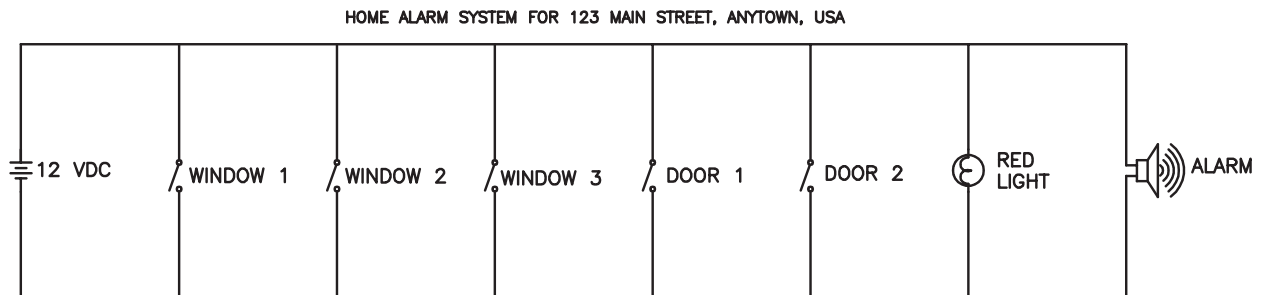 HOME ALARM SYSTEM FOR 123 MAIN STREET, ANYTOWN, USA
12 VDC
WINDOW 1
WINDOW 2
WINDOW 3
DOOR 1
DOOR 2
RED
LIGHT
ALARM